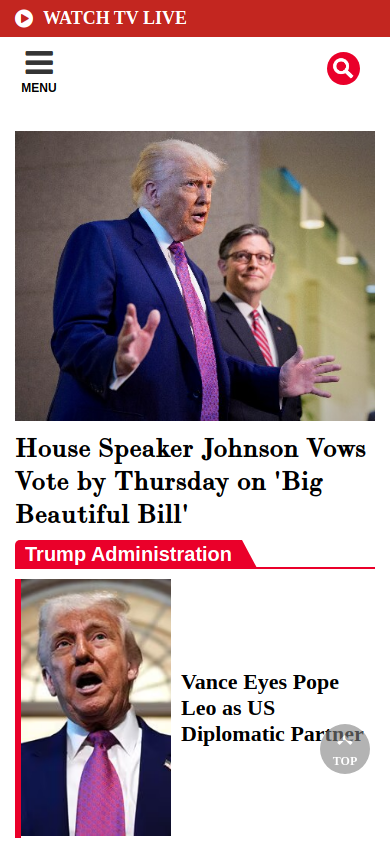 WATCH TV LIVE
MENU
House Speaker Johnson Vows
Vote by Thursday on 'Big
Beautiful Bill'
Trump Administration
Vance Eyes Pope
Leo as US
Diplomatic Partner
TOP